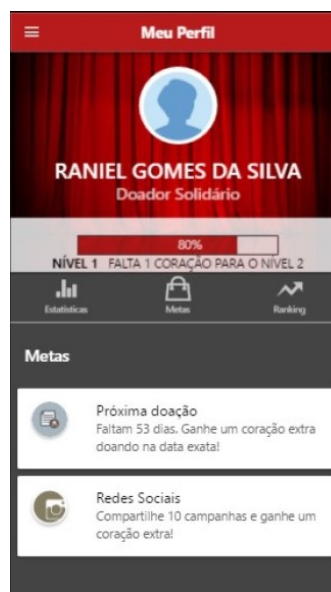 Meu Perfil
RANIEL GOMES DA SILVA
Doador Solidário
80%
NÍVEL 1 FALTA 1 CORAÇÃO PARA O NÍVEL 2
Estatísticas Metas Ranking
Metas
Próxima doação
Faltam 53 dias. Ganhe um coração extra
doando na data exata!
Redes Sociais
Compartilhe 10 campanhas e ganhe um
coração extra!